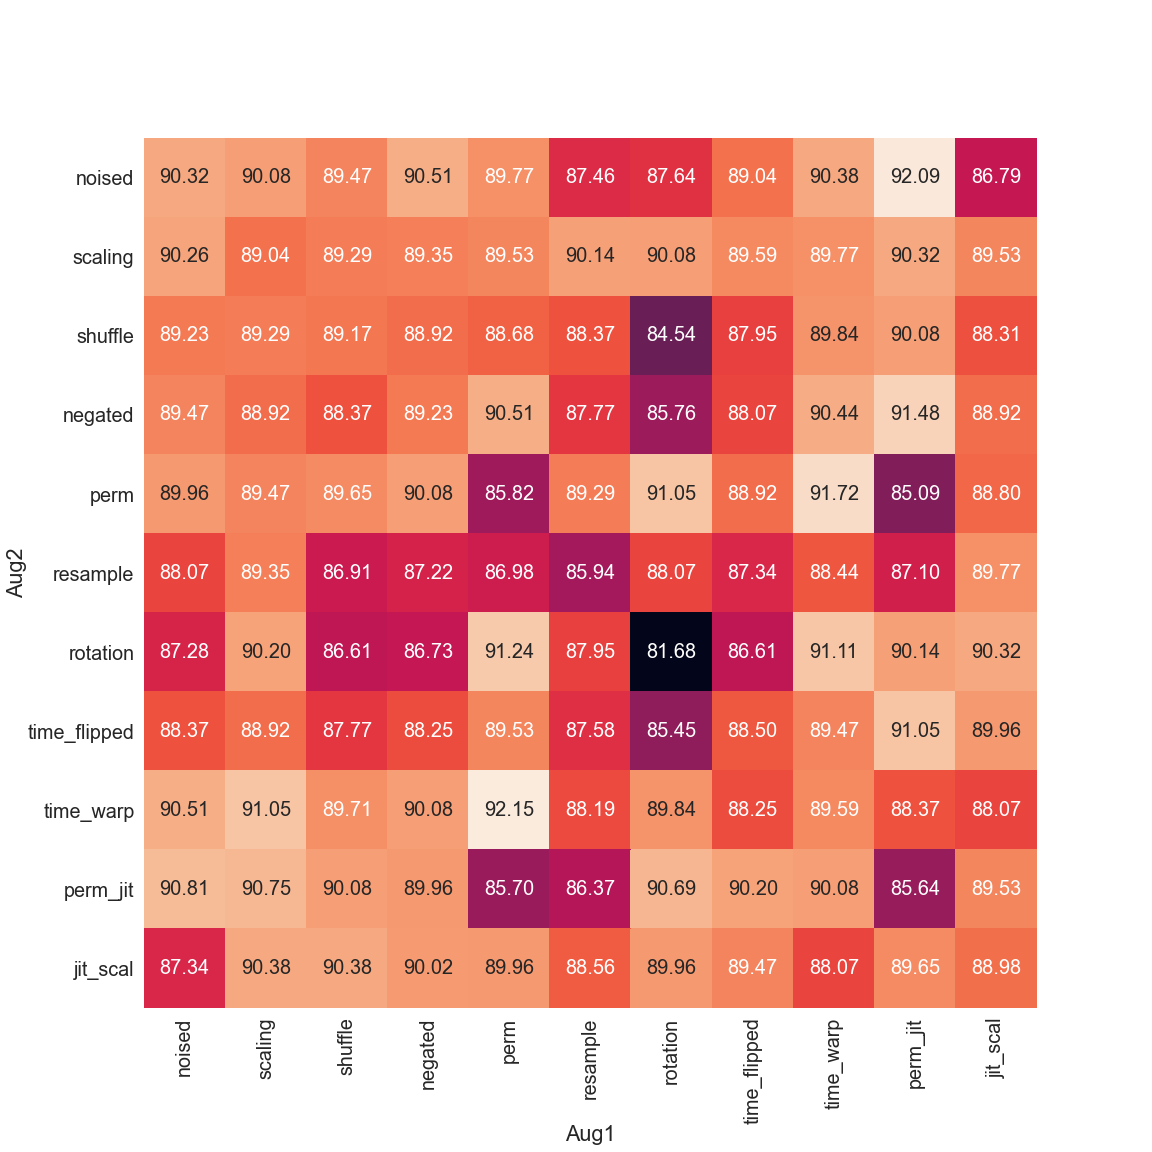 noised 90.32 90.08 89.47 90.51 89.77 87.46 87.64 89.04 90.38 92.09 86.79
scaling 90.26 89.04 89.29 89.35 89.53 90.14 90.08 89.59 89.77 90.32 89.53
shuffle 89.23 89.29 89.17 88.92 88.68 88.37 84.54 87.95 89.84 90.08 88.31
negated 89.47 88.92 88.37 89.23 90.51 87.77 85.76 88.07 90.44 91.48 88.92
perm 89.96 89.47 89.65 90.08 85.82 89.29 91.05 88.92 91.72 85.09 88.80
Aug2
resample 88.07 89.35 86.91 87.22 86.98 85.94 88.07 87.34 88.44 87.10 89.77
rotation 87.28 90.20 86.61 86.73 91.24 87.95 81.68 86.61 91.11 90.14 90.32
time_flipped 88.37 88.92 87.77 88.25 89.53 87.58 85.45 88.50 89.47 91.05 89.96
time_warp 90.51 91.05 89.71 90.08 92.15 88.19 89.84 88.25 89.59 88.37 88.07
perm_jit 90.81 90.75 90.08 89.96 85.70 86.37 90.69 90.20 90.08 85.64 89.53
jit_scal 87.34 90.38 90.38 90.02 89.96 88.56 89.96 89.47 88.07 89.65 88.98
noised scaling shuffle negated perm resample rotation time_flipped time_warp perm_jit jit_scal
Aug1